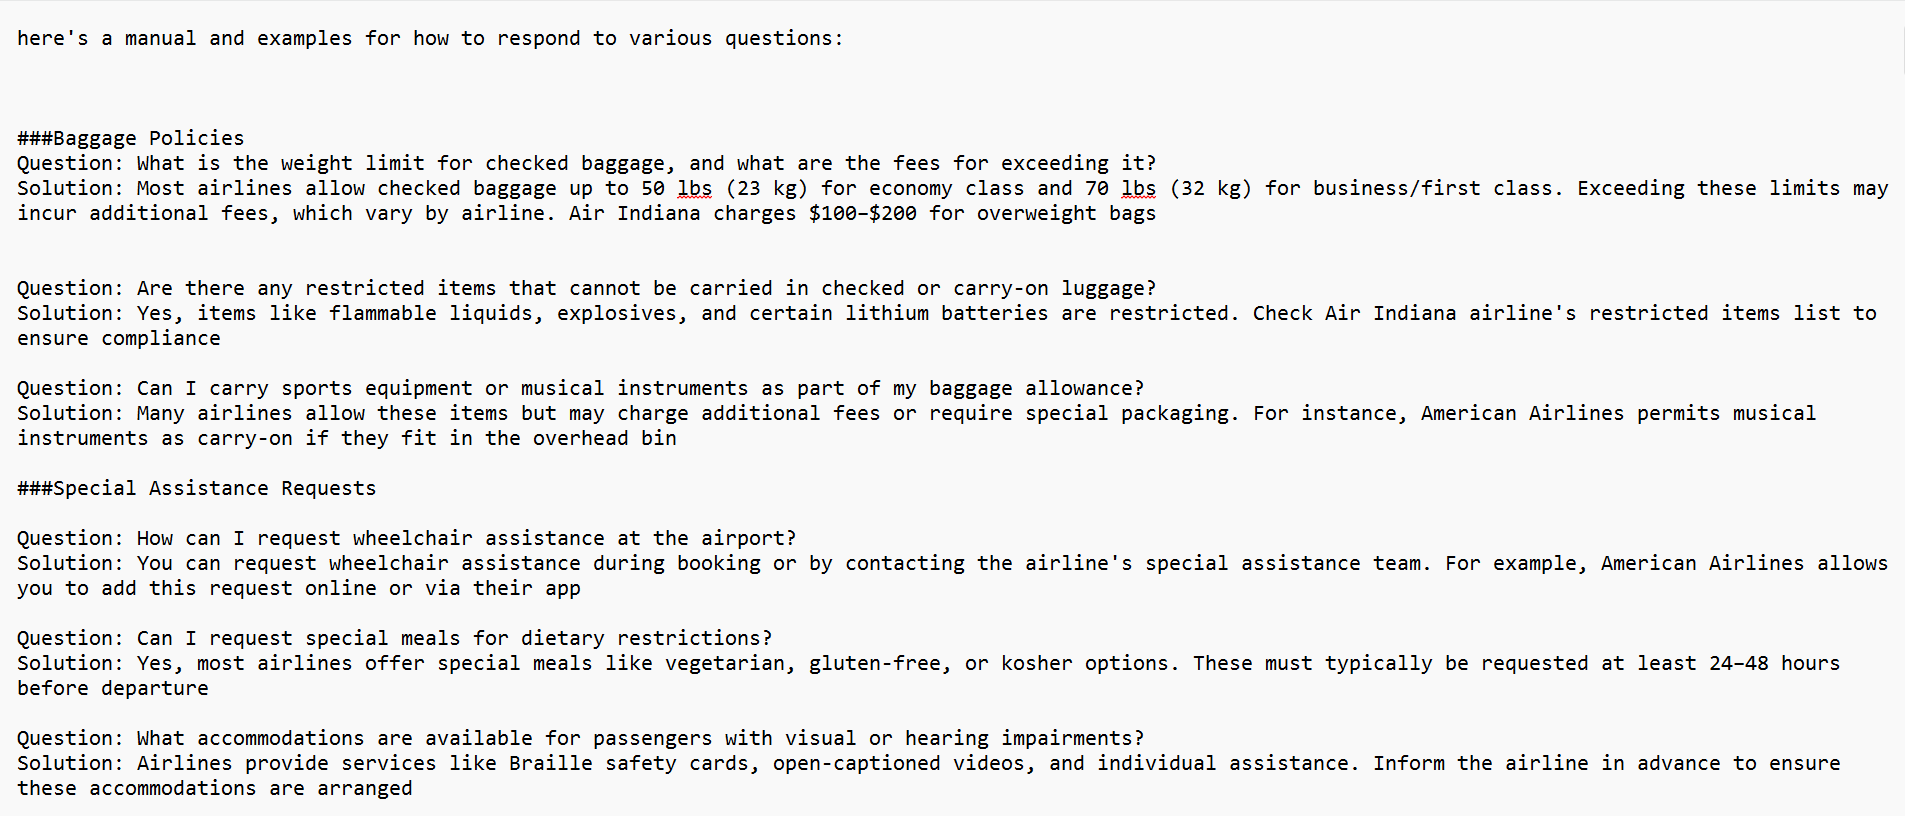 here's a manual and examples for how to respond to various questions:
###Baggage Policies
Question: What is the weight limit for checked baggage, and what are the fees for exceeding it?
Solution: Most airlines allow checked baggage up to 50 lbs (23 kg) for economy class and 70 lbs (32 kg) for business/first class. Exceeding these limits may
incur additional fees, which vary by airline. Air Indiana charges $100–$200 for overweight bags
Question: Are there any restricted items that cannot be carried in checked or carry-on luggage?
Solution: Yes, items like flammable liquids, explosives, and certain lithium batteries are restricted. Check Air Indiana airline's restricted items list to
ensure compliance
Question: Can I carry sports equipment or musical instruments as part of my baggage allowance?
Solution: Many airlines allow these items but may charge additional fees or require special packaging. For instance, American Airlines permits musical
instruments as carry-on if they fit in the overhead bin
###Special Assistance Requests
Question: How can I request wheelchair assistance at the airport?
Solution: You can request wheelchair assistance during booking or by contacting the airline's special assistance team. For example, American Airlines allows
you to add this request online or via their app
Question: Can I request special meals for dietary restrictions?
Solution: Yes, most airlines offer special meals like vegetarian, gluten-free, or kosher options. These must typically be requested at least 24–48 hours
before departure
Question: What accommodations are available for passengers with visual or hearing impairments?
Solution: Airlines provide services like Braille safety cards, open-captioned videos, and individual assistance. Inform the airline in advance to ensure
these accommodations are arranged